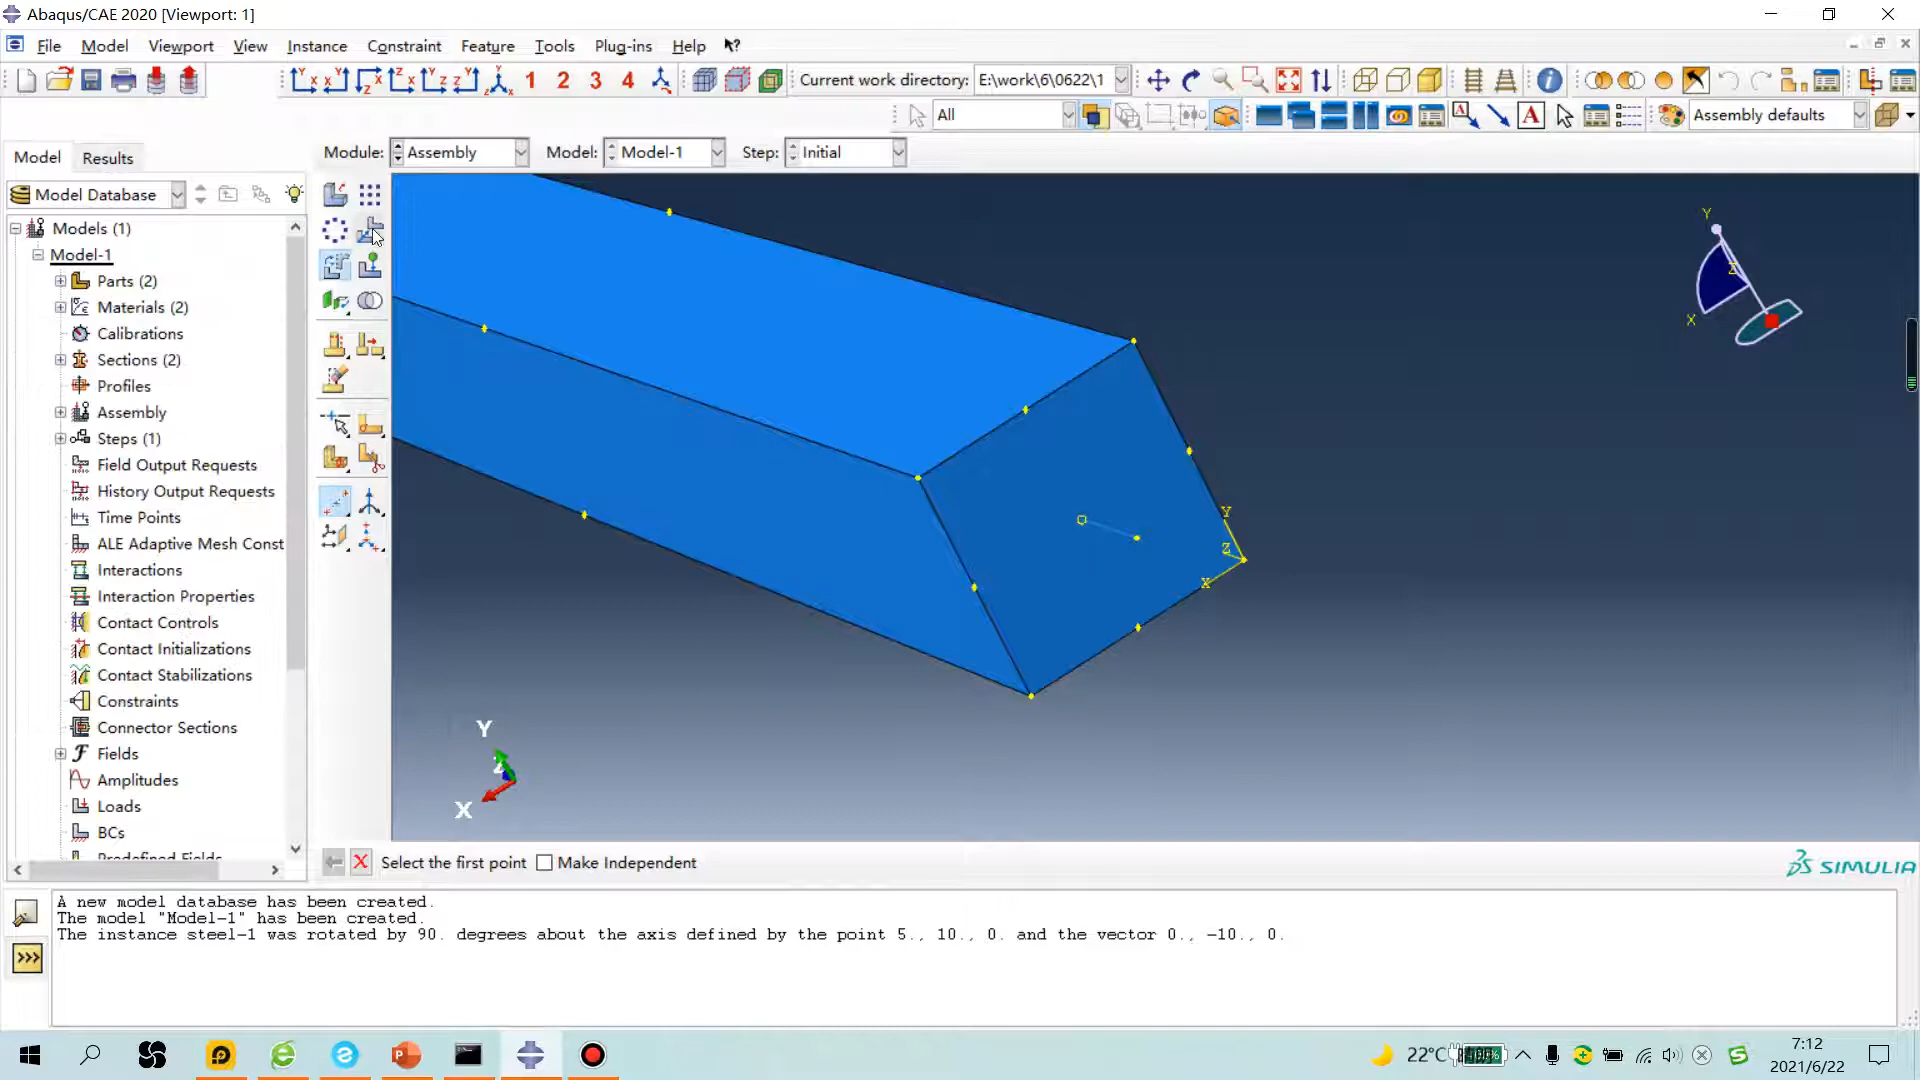 Abaqus/CAE 2020 [Viewport: 1]
File Model Viewport View Instance Constraint Feature Tools Plug-ins Help
1 2 3 4 Current work directory: E:\work\6\0622\1
All Assembly defaults
Model Results Module: Assembly Model: Model-1 Step: Initial
Model Database
Models (1)
Model-1
Parts (2)
Materials (2)
Calibrations
Sections (2)
Profiles
Assembly
Steps (1)
Field Output Requests
History Output Requests
Time Points
ALE Adaptive Mesh Const
Interactions
Interaction Properties
Contact Controls
Contact Initializations
Contact Stabilizations
Constraints
Connector Sections
Fields
Amplitudes
Loads
BCs
Predefined Fields
Y
Z
X
Y
Z
X
Y
Z
X
Select the first point Make Independent
SIMULIA
A new model database has been created.
The model "Model-1" has been created.
The instance steel-1 was rotated by 90. degrees about the axis defined by the point 5., 10., 0. and the vector 0., -10., 0.
>>>
22°C 100% 7:12
2021/6/22